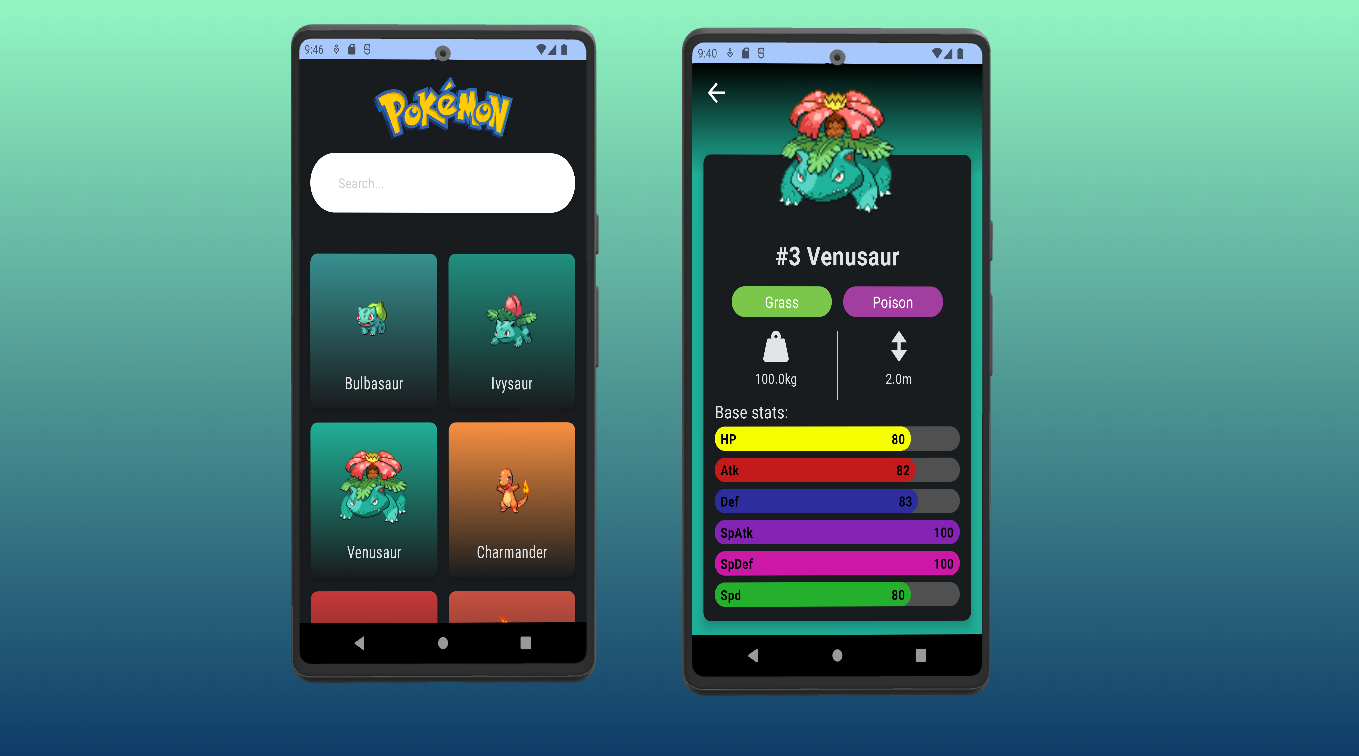 9:46
POKÉMON
Search...
Bulbasaur
Ivysaur
Venusaur
Charmander
9:40
#3 Venusaur
Grass
Poison
100.0kg
2.0m
Base stats:
HP 80
Atk 82
Def 83
SpAtk 100
SpDef 100
Spd 80